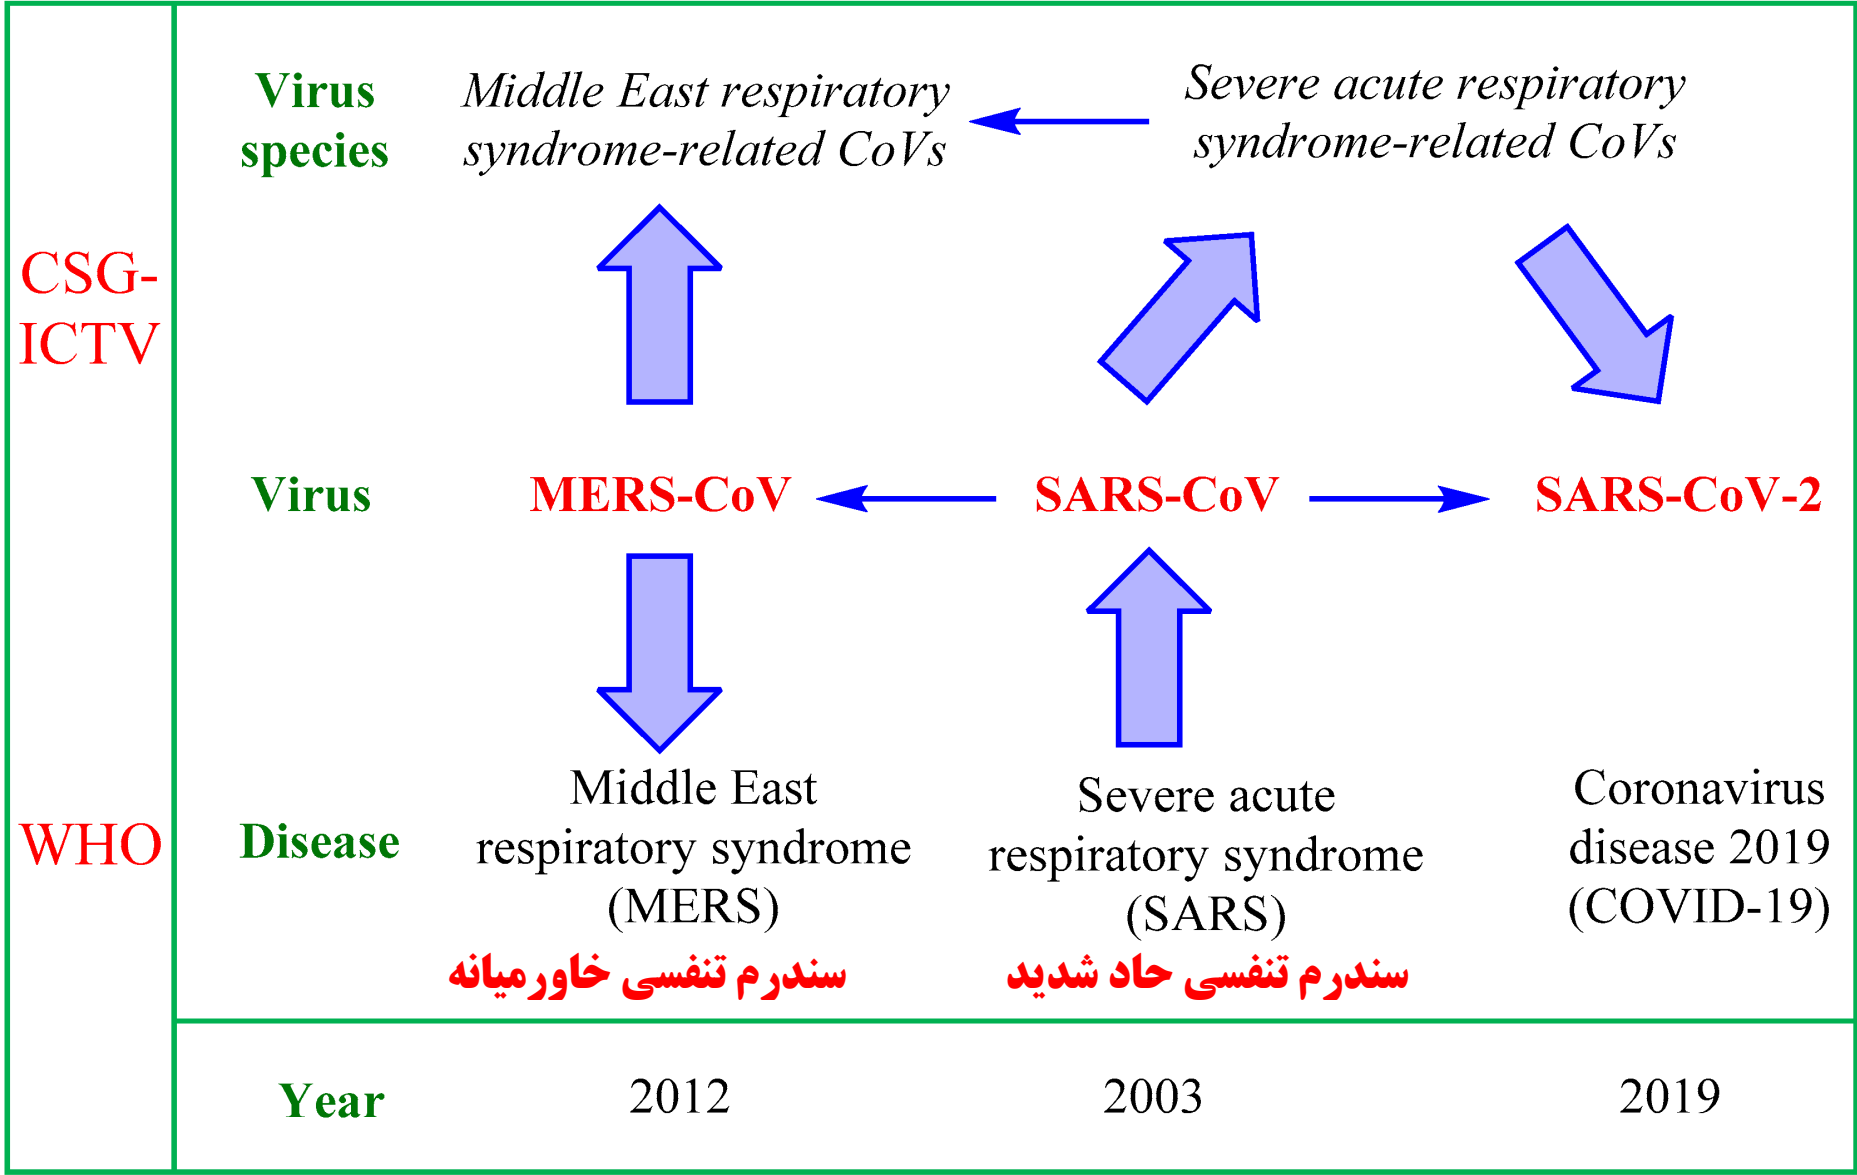 Virus
species
Middle East respiratory
syndrome-related CoVs
Severe acute respiratory
syndrome-related CoVs
CSG-
ICTV
Virus
MERS-CoV
SARS-CoV
SARS-CoV-2
WHO
Disease
Middle East
respiratory syndrome
(MERS)
سندرم تنفسی خاورمیانه
Severe acute
respiratory syndrome
(SARS)
سندرم تنفسی حاد شدید
Coronavirus
disease 2019
(COVID-19)
Year
2012
2003
2019